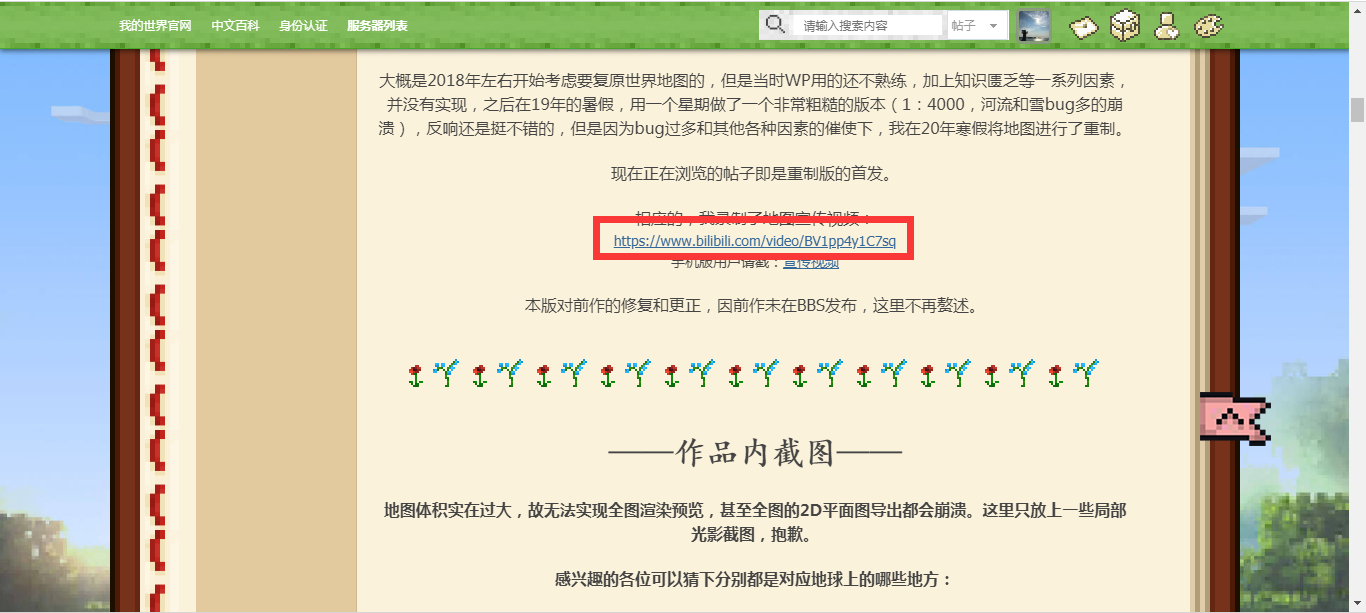 我的世界官网 中文百科 身份认证 服务器列表 请输入搜索内容 帖子
大概是2018年左右开始考虑要复原世界地图的，但是当时WP用的还不熟练，加上知识匮乏等一系列因素，
并没有实现，之后在19年的暑假，用一个星期做了一个非常粗糙的版本（1：4000，河流和雪bug多的崩
溃），反响还是挺不错的，但是因为bug过多和其他各种因素的催使下，我在20年寒假将地图进行了重制。
现在正在浏览的帖子即是重制版的首发。
相应的，我录制了地图宣传视频：
https://www.bilibili.com/video/BV1pp4y1C7sq
手机版用户请戳：宣传视频
本版对前作的修复和更正，因前作未在BBS发布，这里不再鳌述。
——作品内截图——
地图体积实在过大，故无法实现全图渲染预览，甚至全图的2D平面图导出都会崩溃。这里只放上一些局部
光影截图，抱歉。
感兴趣的各位可以猜下分别都是对应地球上的哪些地方：